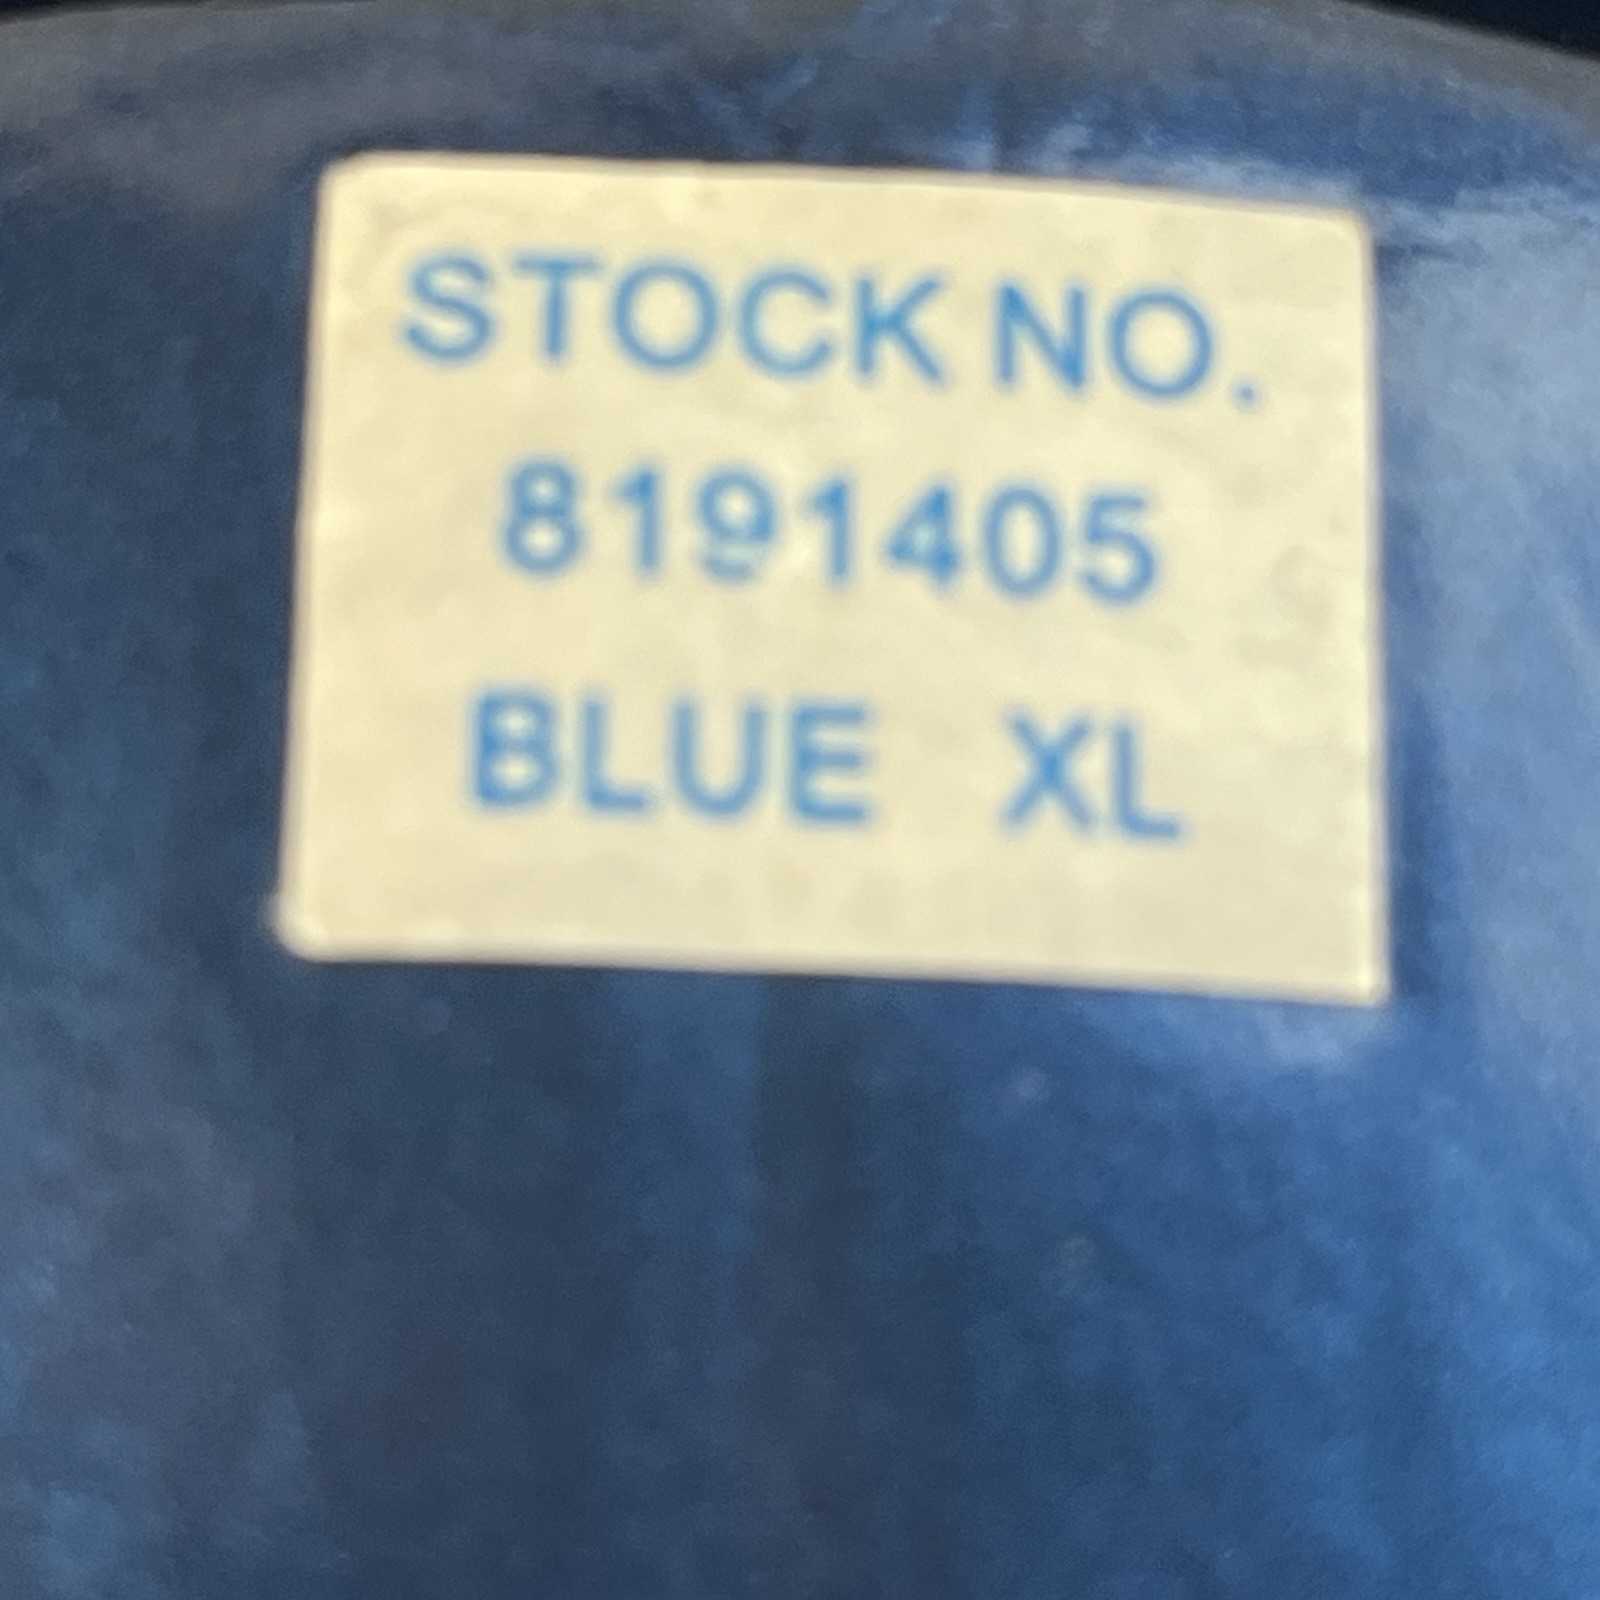 STOCK NO.
8191405
BLUE XL